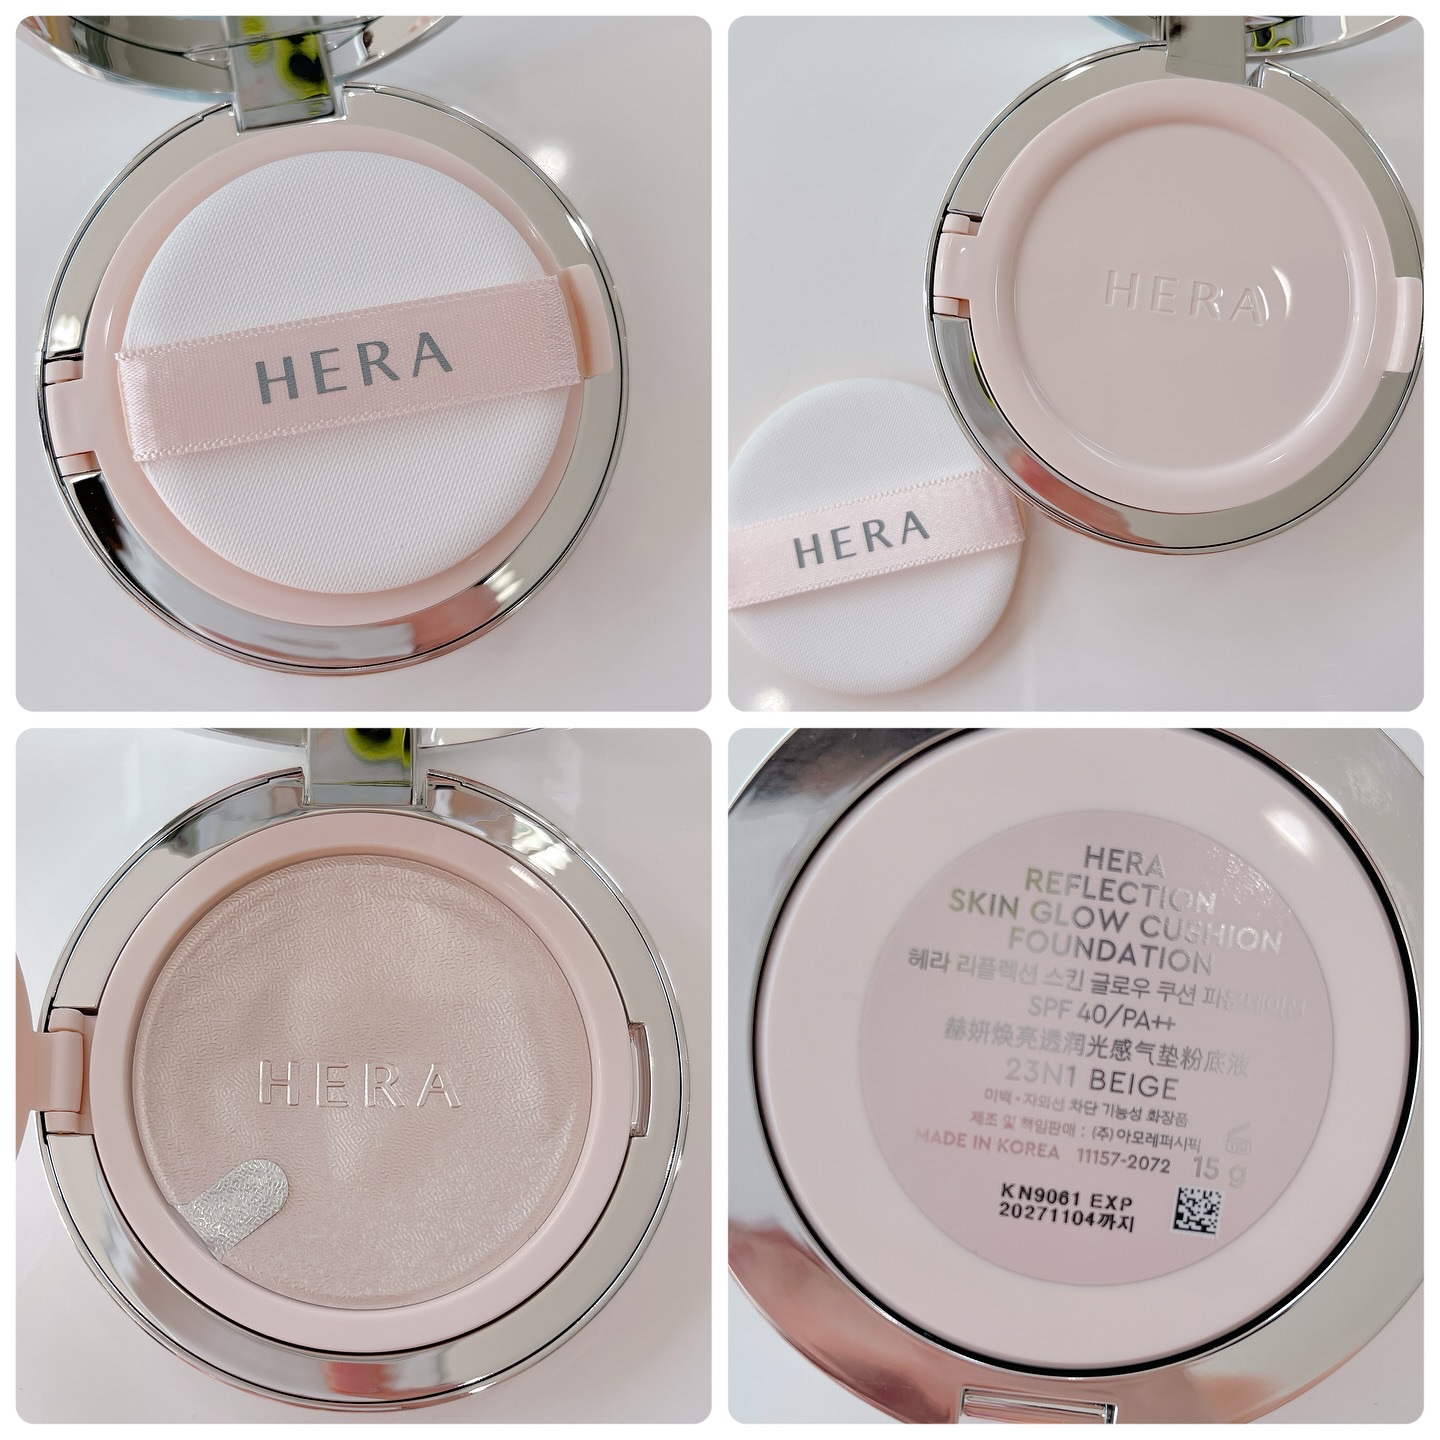 HERA
HERA
HERA
HERA
HERA
REFLECTION
SKIN GLOW CUSHION
FOUNDATION
헤라 리플렉션 스킨 글로우 쿠션 파운데이션
SPF 40/PA++
赫妍焕亮透润光感气垫粉底液
23N1 BEIGE
미백·자외선 차단 기능성 화장품
제조 및 책임판매 : (주)아모레퍼시픽
MADE IN KOREA 11157-2072 15 g
KN9061 EXP
20271104까지